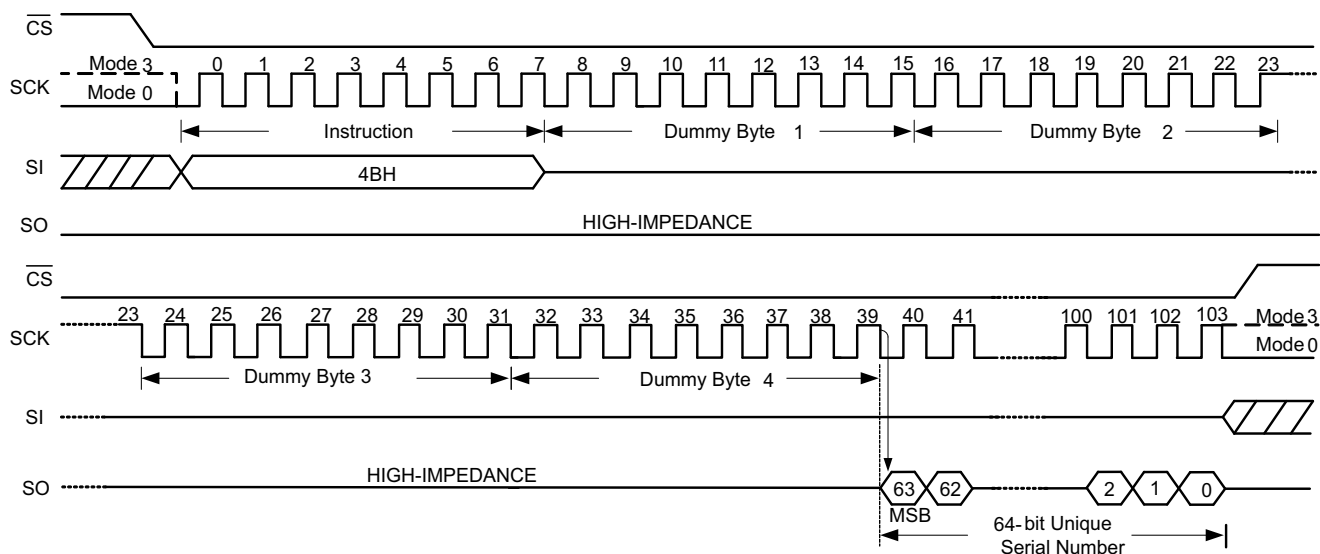 CS
Mode 3
0 1 2 3 4 5 6 7 8 9 10 11 12 13 14 15 16 17 18 19 20 21 22 23
SCK
Mode 0
Instruction Dummy Byte 1 Dummy Byte 2
SI
4BH
SO
HIGH-IMPEDANCE
CS
23 24 25 26 27 28 29 30 31 32 33 34 35 36 37 38 39 40 41 100 101 102 103 Mode 3
SCK
Mode 0
Dummy Byte 3 Dummy Byte 4
SI
HIGH-IMPEDANCE
SO
63 62 2 1 0
MSB
64-bit Unique
Serial Number